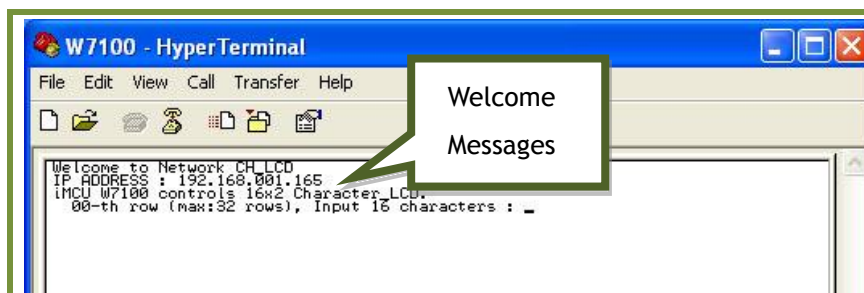 W7100 - HyperTerminal
File Edit View Call Transfer Help
Welcome
Messages
Welcome to Network CH_LCD
IP ADDRESS : 192.168.001.165
iMCU W7100 controls 16x2 Character_LCD.
00-th row (max:32 rows), Input 16 characters : _